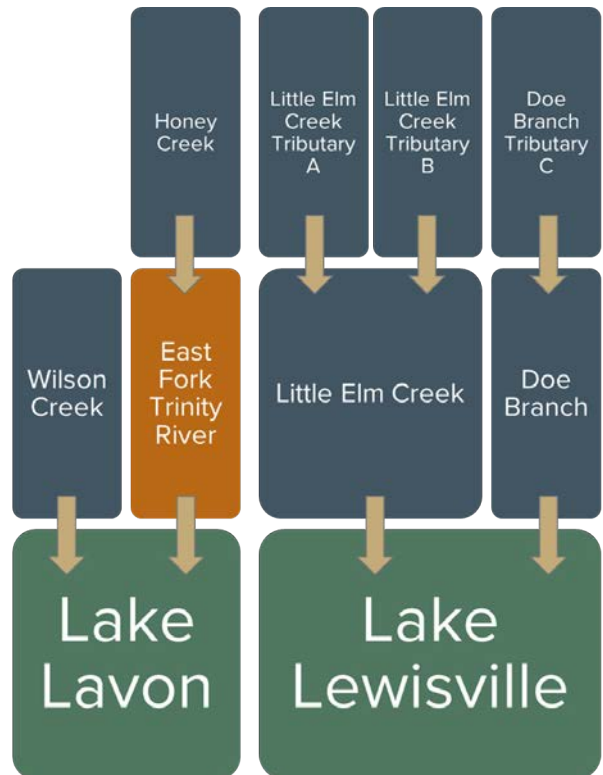 Honey
Creek
Little Elm
Creek
Tributary
A
Little Elm
Creek
Tributary
B
Doe
Branch
Tributary
C
Wilson
Creek
East
Fork
Trinity
River
Little Elm Creek
Doe
Branch
Lake
Lavon
Lake
Lewisville